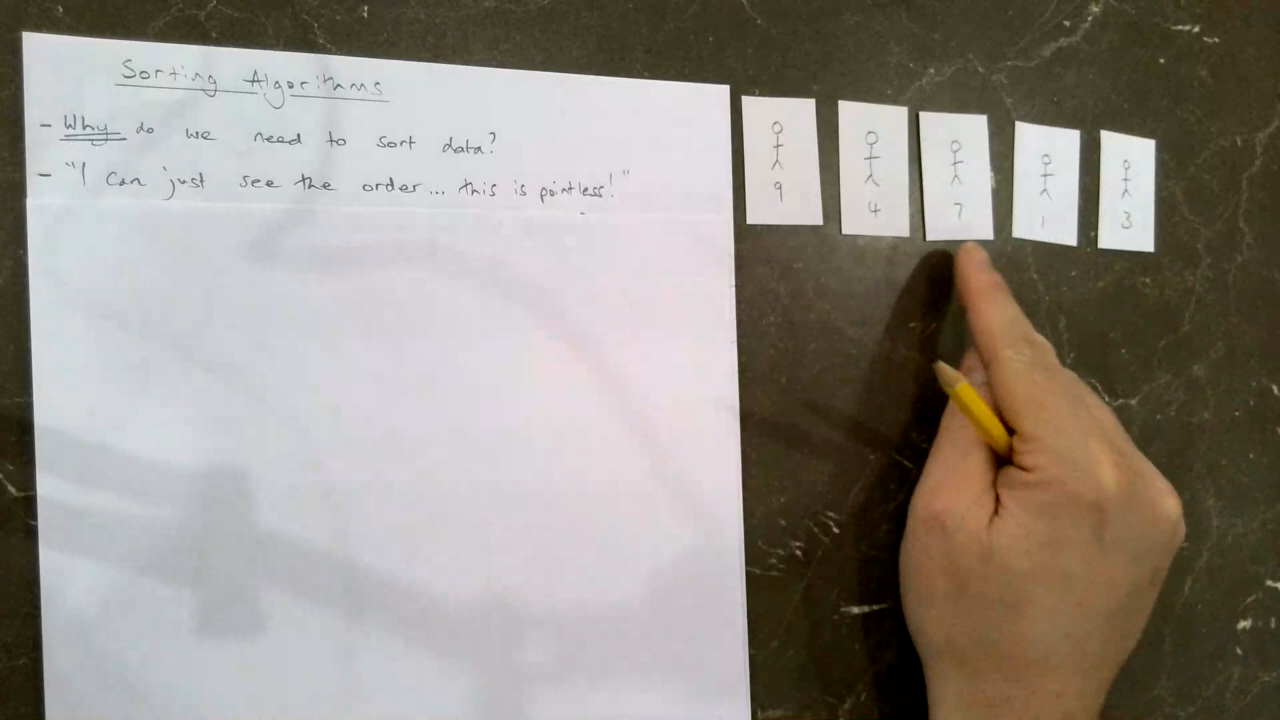 Sorting Algorithms
- Why do we need to sort data?
- "I can just see the order... this is pointless!"
9 4 7 1 3